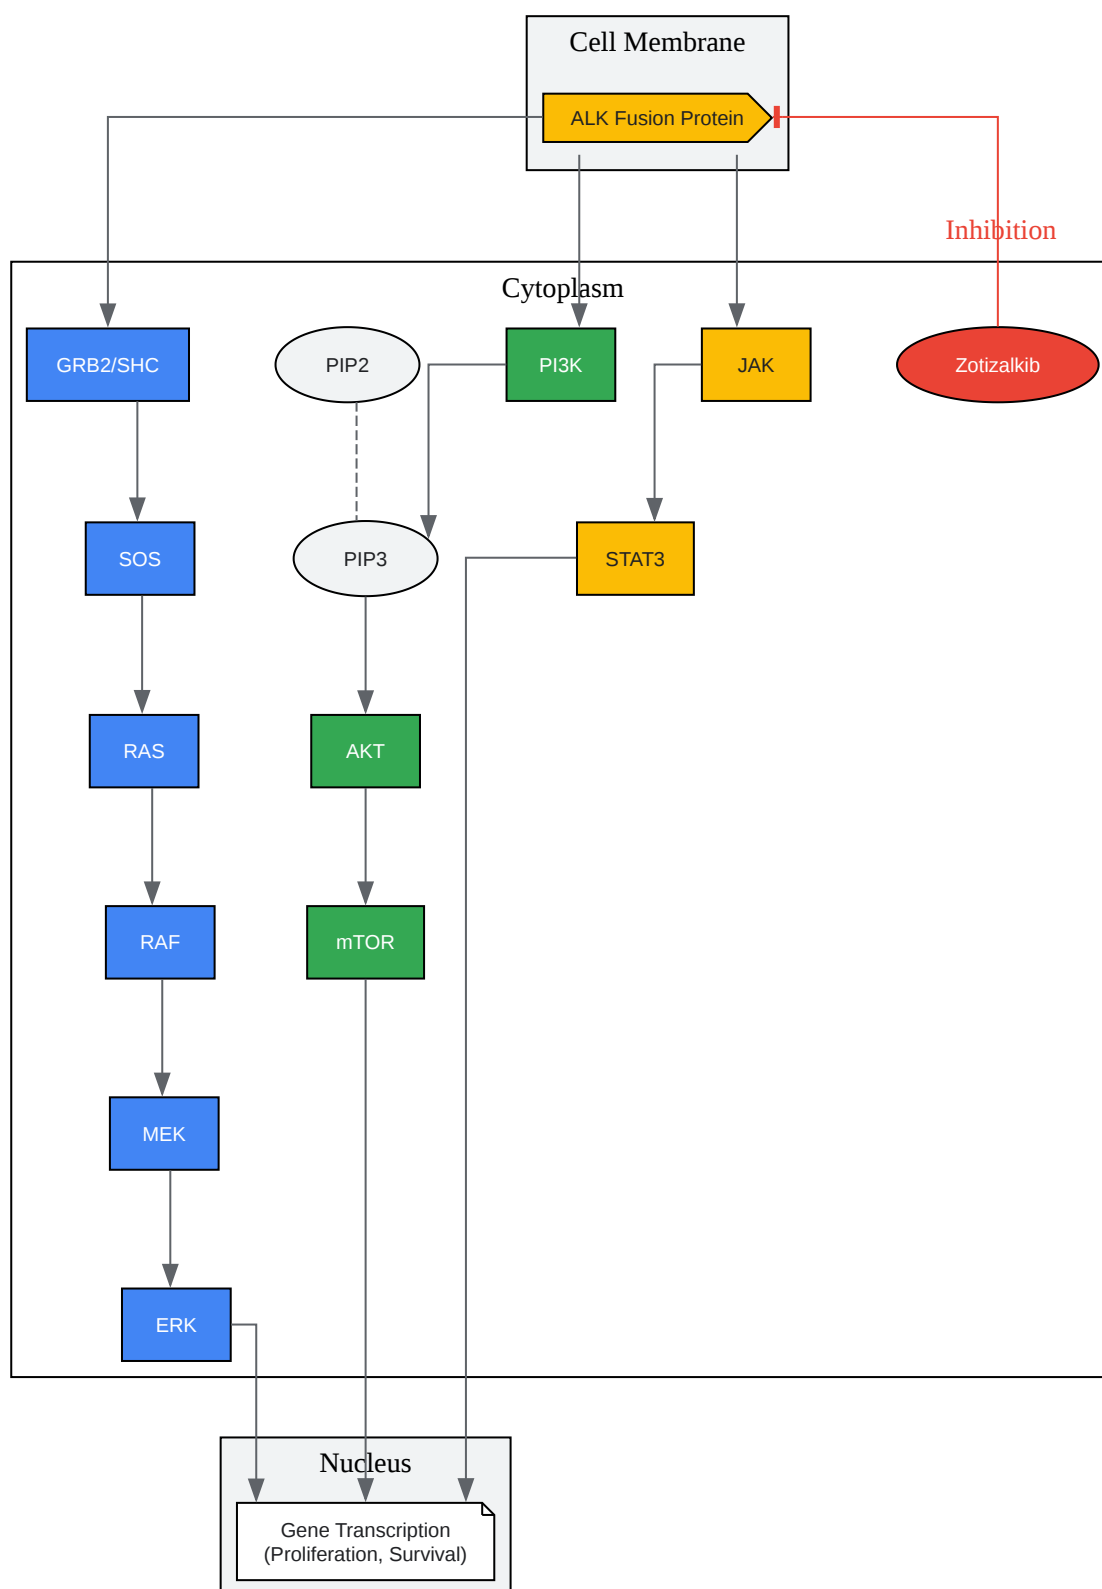 Cell Membrane
ALK Fusion Protein
Inhibition
Cytoplasm
GRB2/SHC
PIP2
PI3K
JAK
Zotizalkib
SOS
PIP3
STAT3
RAS
AKT
RAF
mTOR
MEK
ERK
Nucleus
Gene Transcription
(Proliferation, Survival)